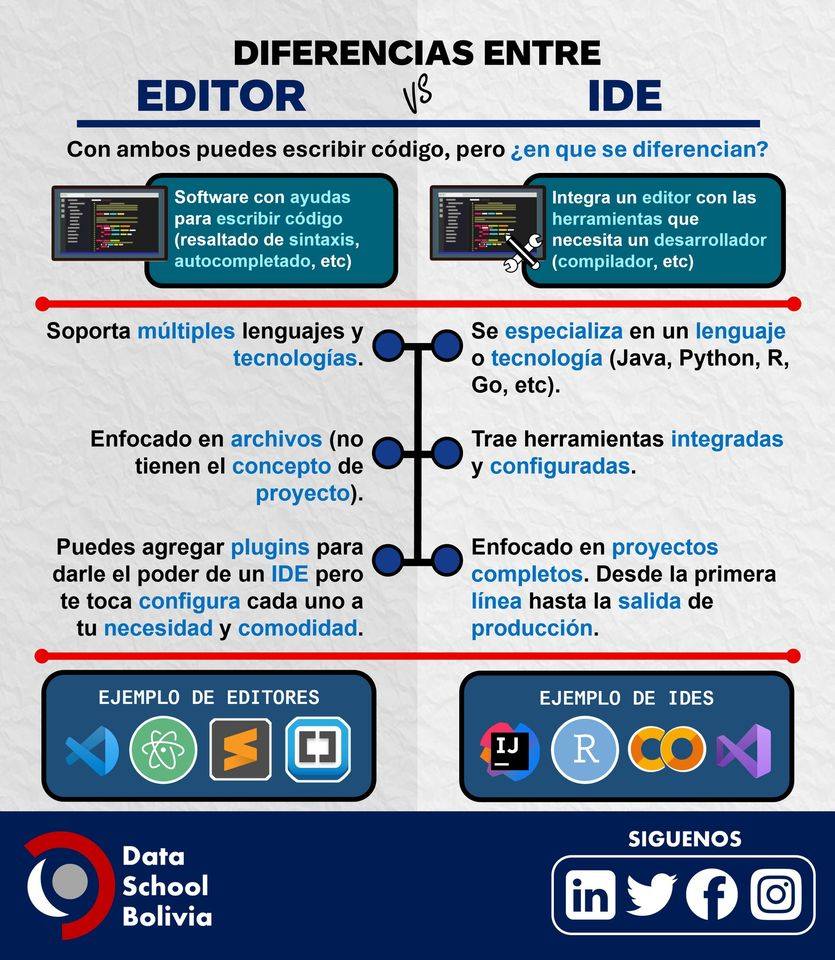 DIFERENCIAS ENTRE
EDITOR VS IDE
Con ambos puedes escribir código, pero ¿en que se diferencian?
Software con ayudas
para escribir código
(resaltado de sintaxis,
autocompletado, etc)
Integra un editor con las
herramientas que
necesita un desarrollador
(compilador, etc)
Soporta múltiples lenguajes y
tecnologías.
Se especializa en un lenguaje
o tecnología (Java, Python, R,
Go, etc).
Enfocado en archivos (no
tienen el concepto de
proyecto).
Trae herramientas integradas
y configuradas.
Puedes agregar plugins para
darle el poder de un IDE pero
te toca configura cada uno a
tu necesidad y comodidad.
Enfocado en proyectos
completos. Desde la primera
línea hasta la salida de
producción.
EJEMPLO DE EDITORES
EJEMPLO DE IDES
IJ
R
Data
School
Bolivia
SIGUENOS
in
f